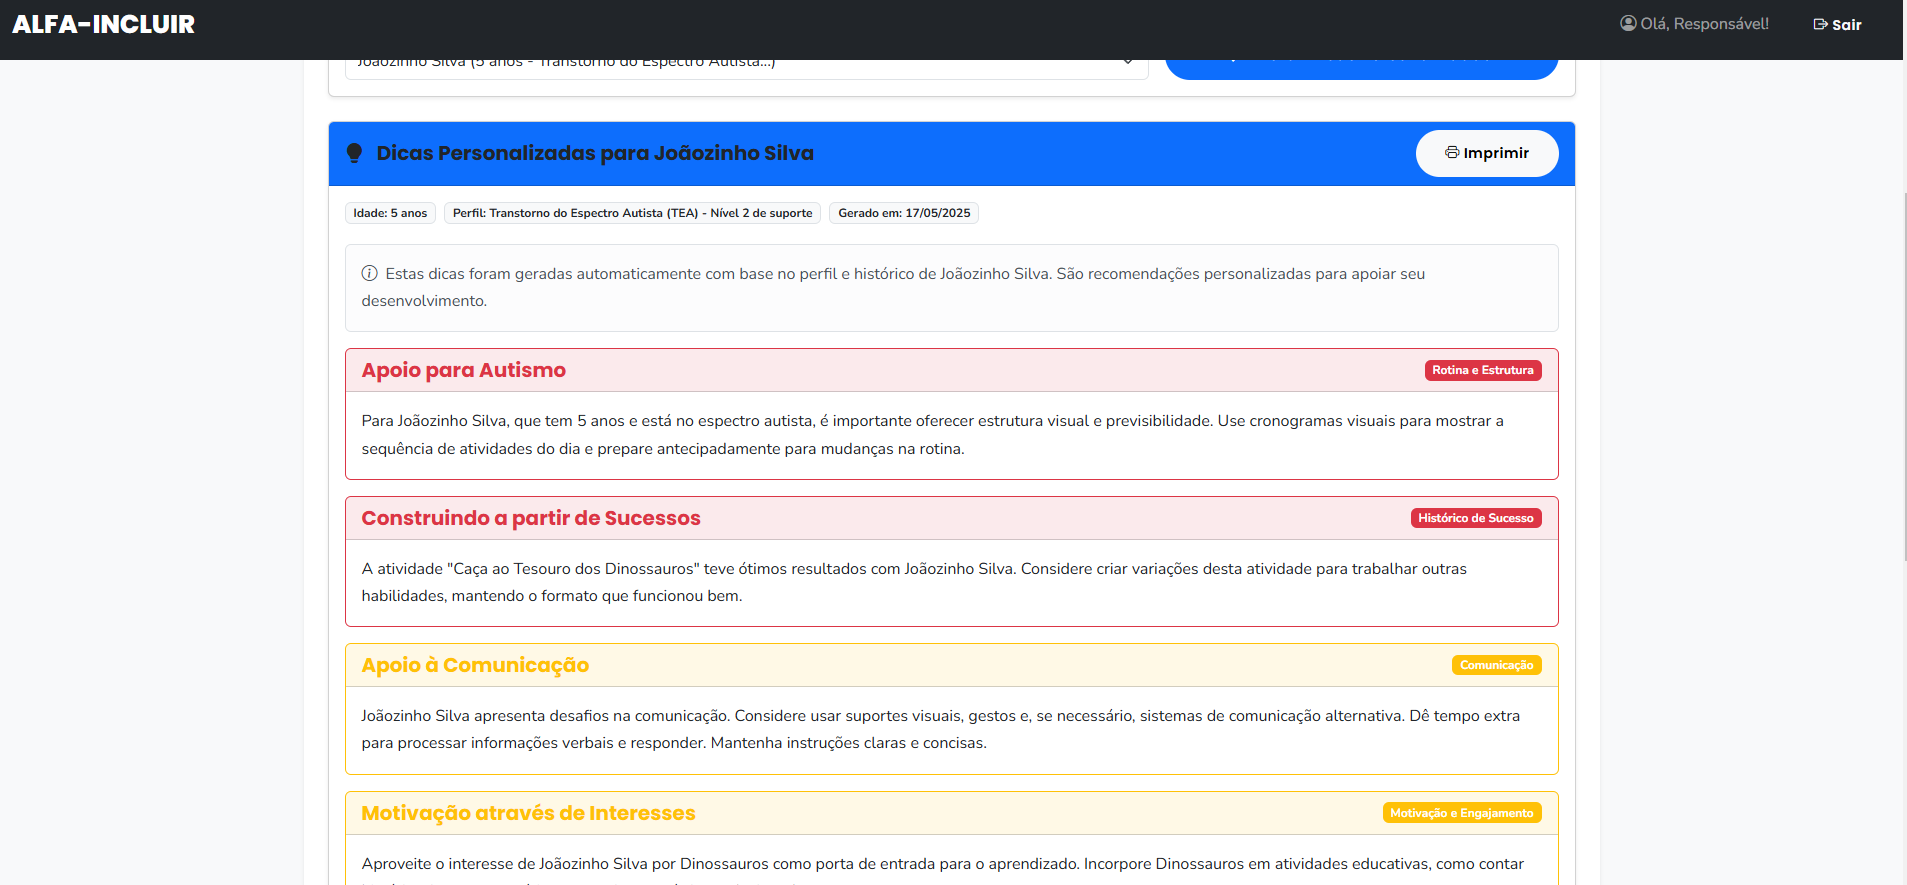 ALFA-INCLUIR
Olá, Responsável!
Sair
Joãozinho Silva (5 anos - Transtorno do Espectro Autista...)
Dicas Personalizadas para Joãozinho Silva
Imprimir
Idade: 5 anos
Perfil: Transtorno do Espectro Autista (TEA) - Nível 2 de suporte
Gerado em: 17/05/2025
Estas dicas foram geradas automaticamente com base no perfil e histórico de Joãozinho Silva. São recomendações personalizadas para apoiar seu
desenvolvimento.
Apoio para Autismo
Rotina e Estrutura
Para Joãozinho Silva, que tem 5 anos e está no espectro autista, é importante oferecer estrutura visual e previsibilidade. Use cronogramas visuais para mostrar a
sequência de atividades do dia e prepare antecipadamente para mudanças na rotina.
Construindo a partir de Sucessos
Histórico de Sucesso
A atividade "Caça ao Tesouro dos Dinossauros" teve ótimos resultados com Joãozinho Silva. Considere criar variações desta atividade para trabalhar outras
habilidades, mantendo o formato que funcionou bem.
Apoio à Comunicação
Comunicação
Joãozinho Silva apresenta desafios na comunicação. Considere usar suportes visuais, gestos e, se necessário, sistemas de comunicação alternativa. Dê tempo extra
para processar informações verbais e responder. Mantenha instruções claras e concisas.
Motivação através de Interesses
Motivação e Engajamento
Aproveite o interesse de Joãozinho Silva por Dinossauros como porta de entrada para o aprendizado. Incorpore Dinossauros em atividades educativas, como contar